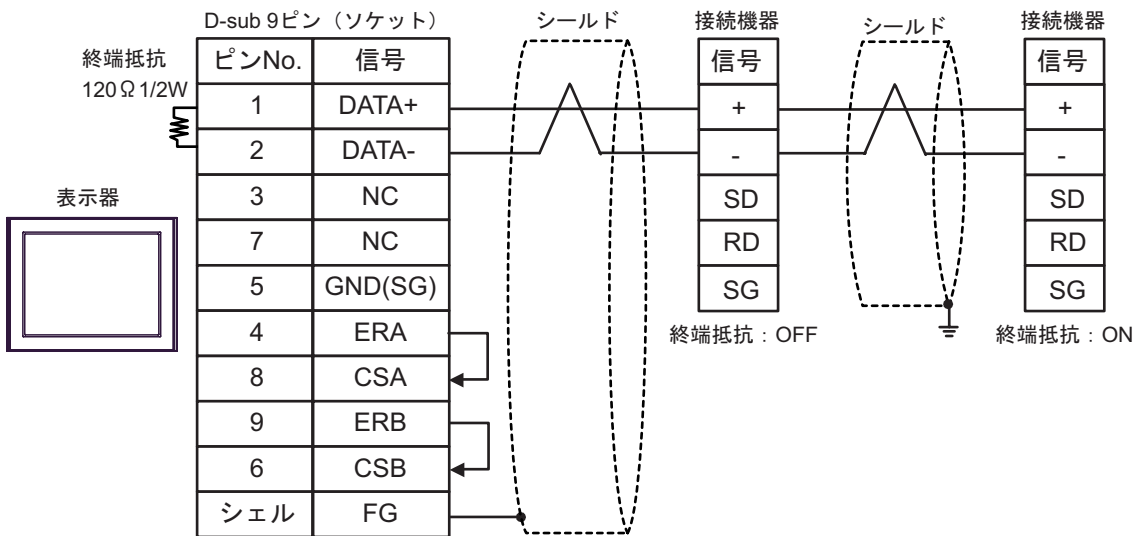 D-sub 9ピン（ソケット）
シールド
接続機器
シールド
接続機器
終端抵抗
120Ω1/2W
ピンNo. 信号
1 DATA+
2 DATA-
3 NC
7 NC
5 GND(SG)
4 ERA
8 CSA
9 ERB
6 CSB
シェル FG
表示器
信号
+
-
SD
RD
SG
終端抵抗：OFF
信号
+
-
SD
RD
SG
終端抵抗：ON